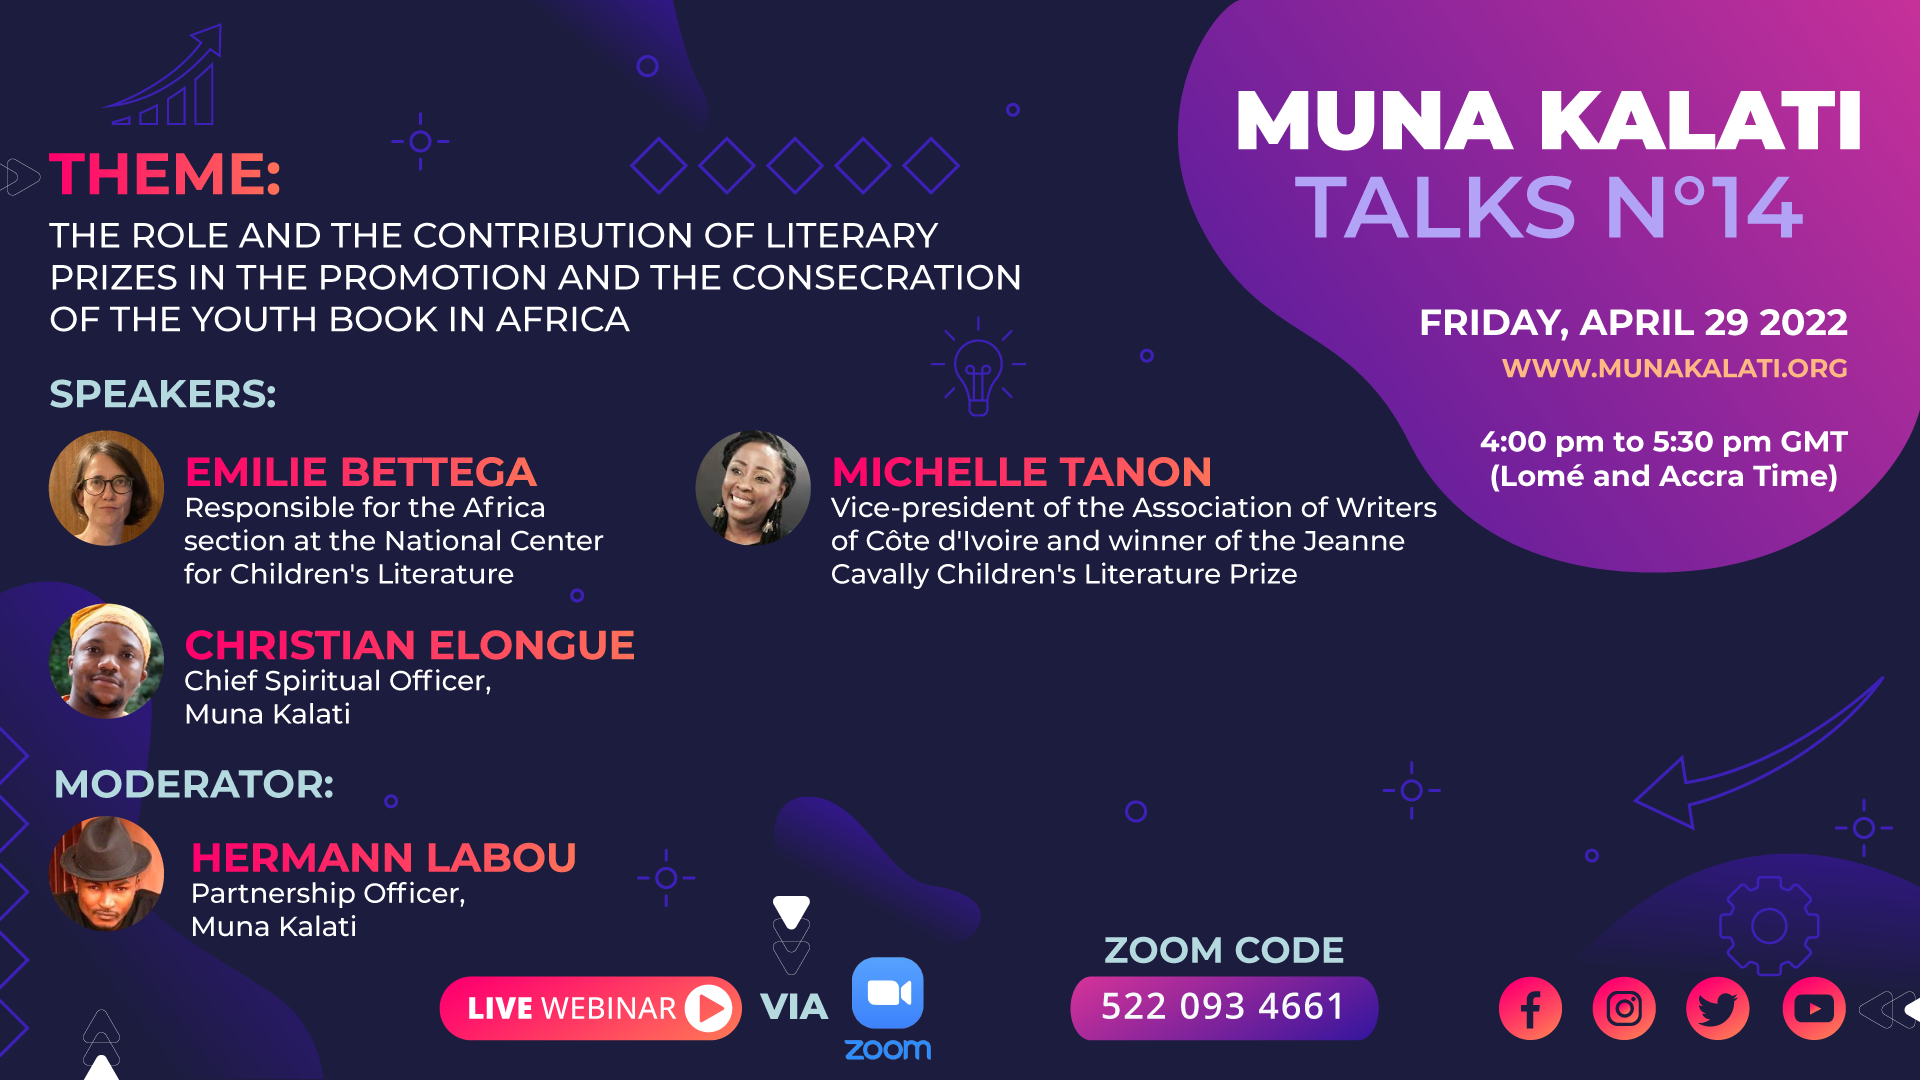 MUNA KALATI
TALKS N°14
FRIDAY, APRIL 29 2022
WWW.MUNAKALATI.ORG
4:00 pm to 5:30 pm GMT
(Lomé and Accra Time)
THEME:
THE ROLE AND THE CONTRIBUTION OF LITERARY
PRIZES IN THE PROMOTION AND THE CONSECRATION
OF THE YOUTH BOOK IN AFRICA
SPEAKERS:
EMILIE BETTEGA
Responsible for the Africa
section at the National Center
for Children's Literature
MICHELLE TANON
Vice-president of the Association of Writers
of Côte d'Ivoire and winner of the Jeanne
Cavally Children's Literature Prize
CHRISTIAN ELONGUE
Chief Spiritual Officer,
Muna Kalati
MODERATOR:
HERMANN LABOU
Partnership Officer,
Muna Kalati
LIVE WEBINAR
VIA
zoom
ZOOM CODE
522 093 4661